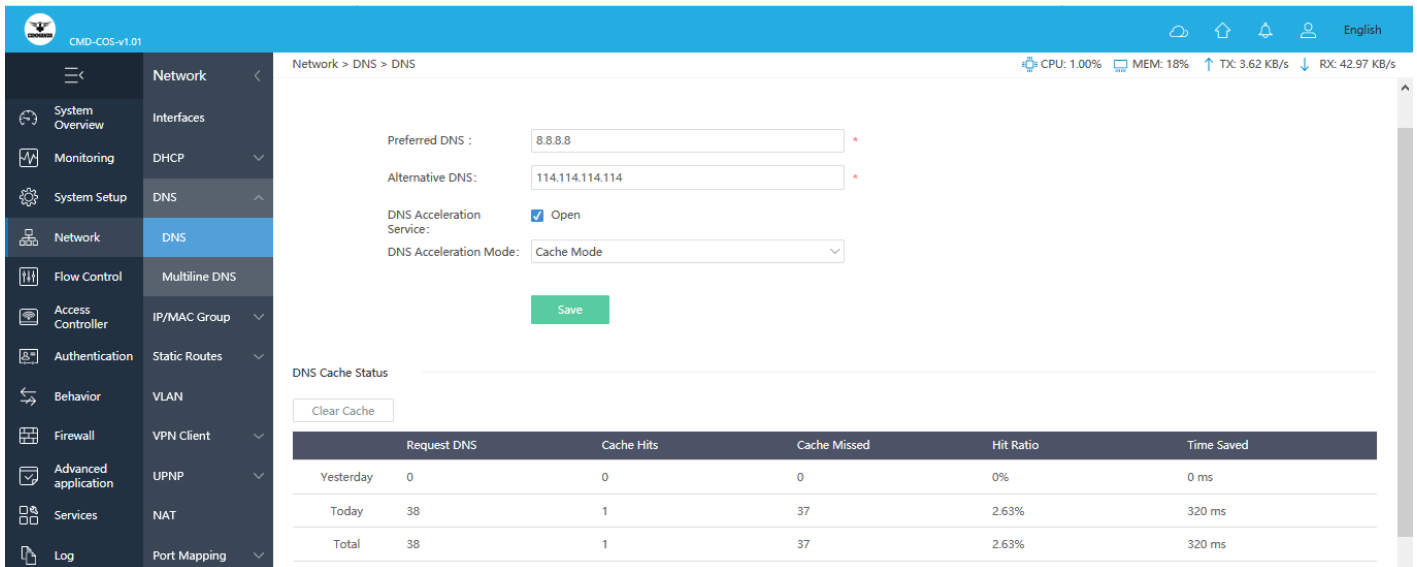 COMMANDO
CMD-COS-v1.01
English
Network > DNS > DNS
CPU: 1.00%
MEM: 18%
TX: 3.62 KB/s
RX: 42.97 KB/s
System
Overview
Monitoring
System Setup
Network
Flow Control
Access
Controller
Authentication
Behavior
Firewall
Advanced
application
Services
Log
Network
Interfaces
DHCP
DNS
DNS
Multiline DNS
IP/MAC Group
Static Routes
VLAN
VPN Client
UPNP
NAT
Port Mapping
Preferred DNS : 8.8.8.8 *
Alternative DNS: 114.114.114.114 *
DNS Acceleration
Service: Open
DNS Acceleration Mode: Cache Mode
Save
DNS Cache Status
Clear Cache
Request DNS Cache Hits Cache Missed Hit Ratio Time Saved
Yesterday 0 0 0 0% 0 ms
Today 38 1 37 2.63% 320 ms
Total 38 1 37 2.63% 320 ms